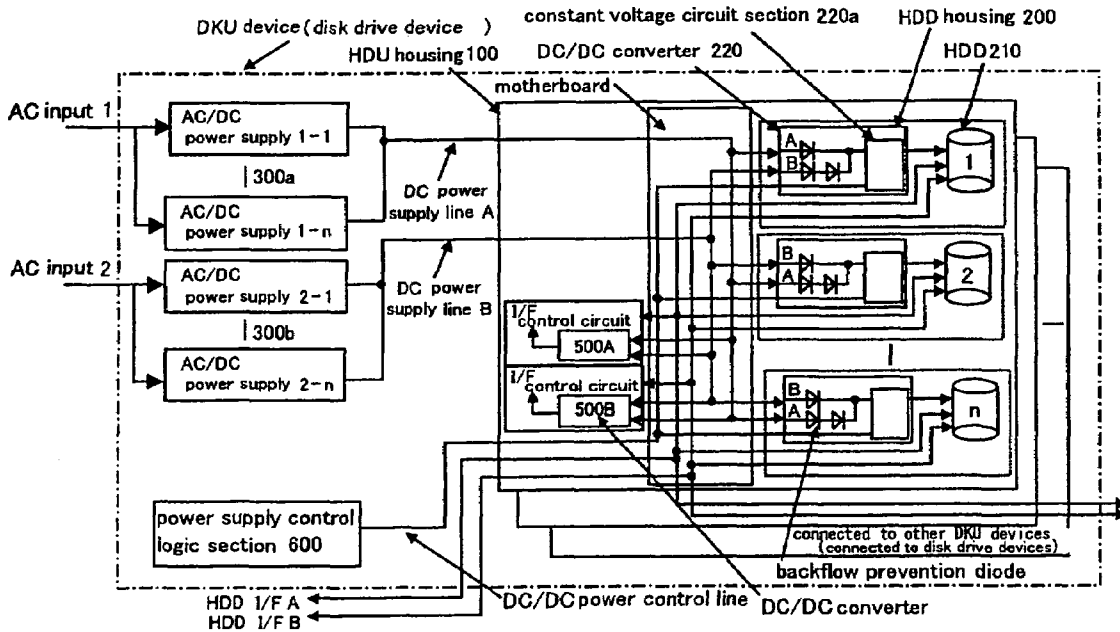 DKU device(disk drive device )
constant voltage circuit section 220a
HDD housing 200
HDU housing 100
DC/DC converter 220
HDD210
motherboard
AC input 1
AC/DC
power supply 1-1
300a
AC/DC
power supply 1-n
DC power
supply line A
AC input 2
AC/DC
power supply 2-1
300b
AC/DC
power supply 2-n
DC power
supply line B
A
B
1
B
A
2
B
A
n
I/F
control circuit
500A
I/F
control circuit
500B
power supply control
logic section 600
connected to other DKU devices
(connected to disk drive devices)
backflow prevention diode
DC/DC power control line
DC/DC converter
HDD I/F A
HDD I/F B